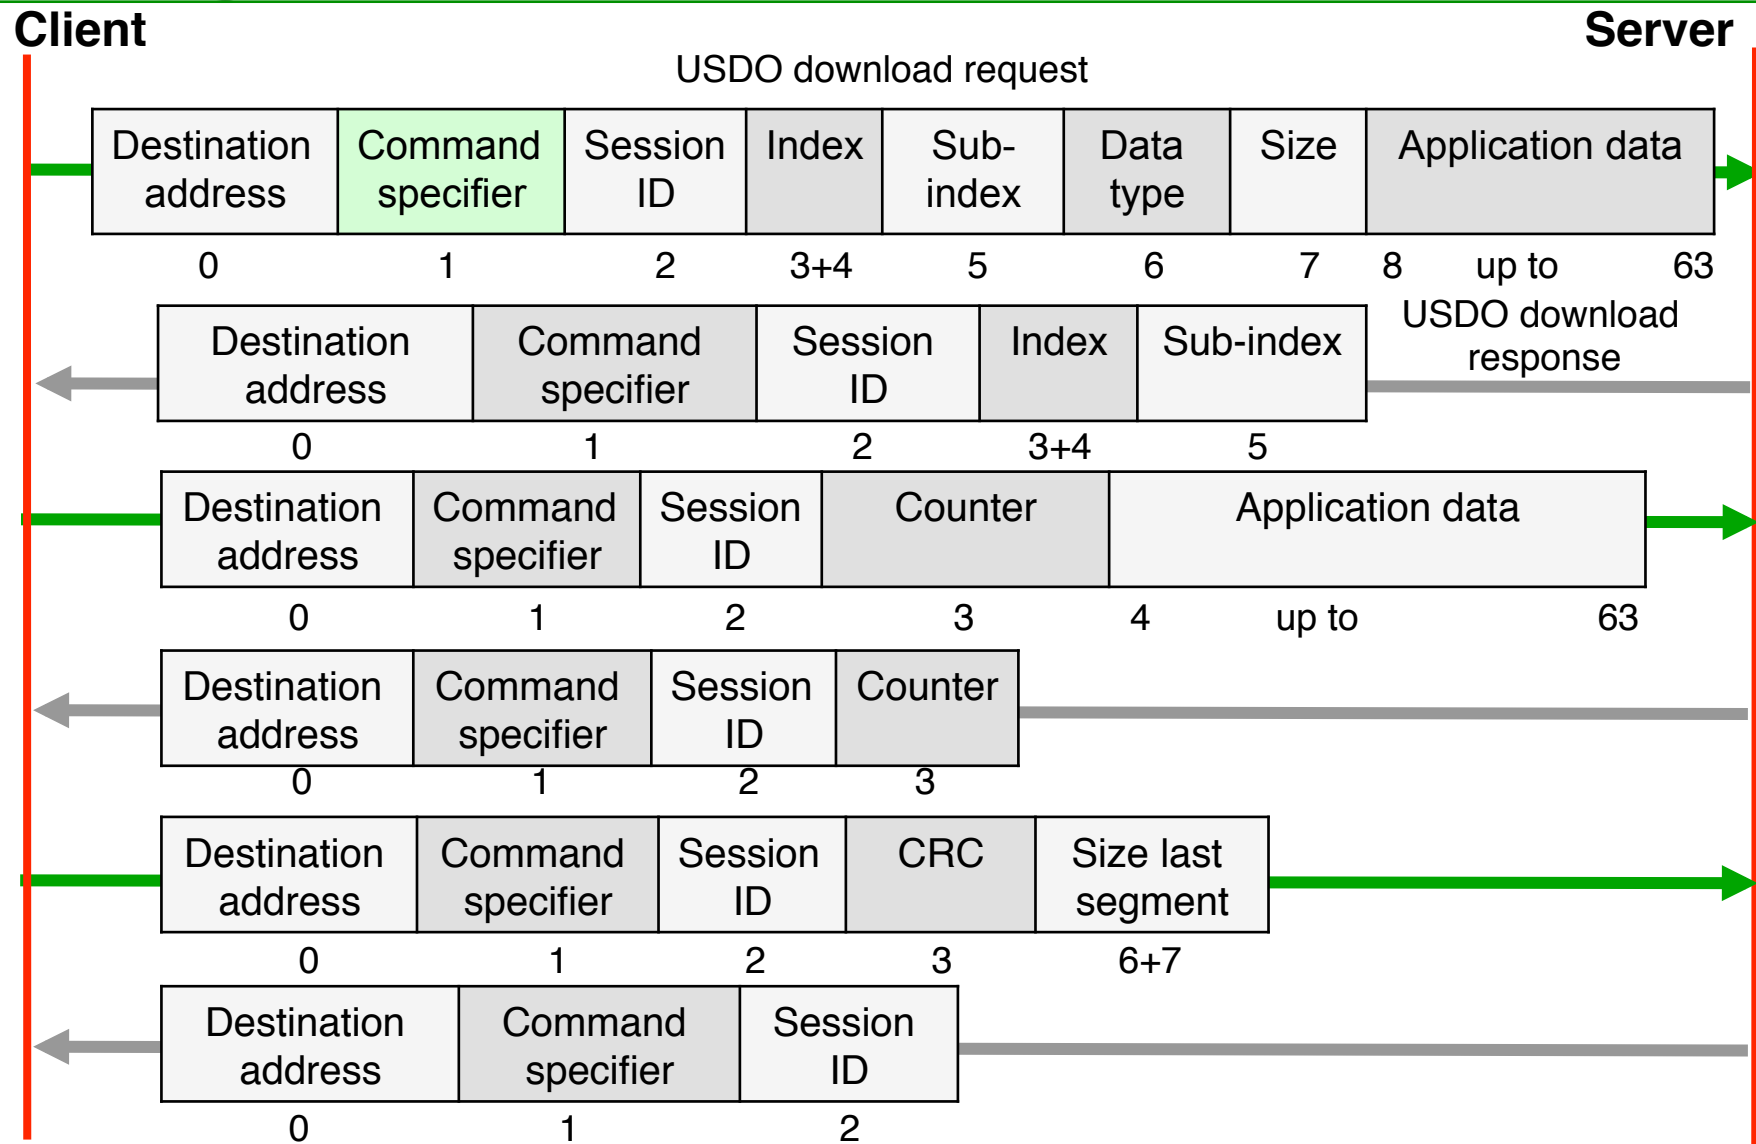 Client
Server
USDO download request
Destination address
Command specifier
Session ID
Index
Sub-index
Data type
Size
Application data
0 1 2 3+4 5 6 7 8 up to 63
Destination address
Command specifier
Session ID
Index
Sub-index
USDO download response
0 1 2 3+4 5
Destination address
Command specifier
Session ID
Counter
Application data
0 1 2 3 4 up to 63
Destination address
Command specifier
Session ID
Counter
0 1 2 3
Destination address
Command specifier
Session ID
CRC
Size last segment
0 1 2 3 6+7
Destination address
Command specifier
Session ID
0 1 2